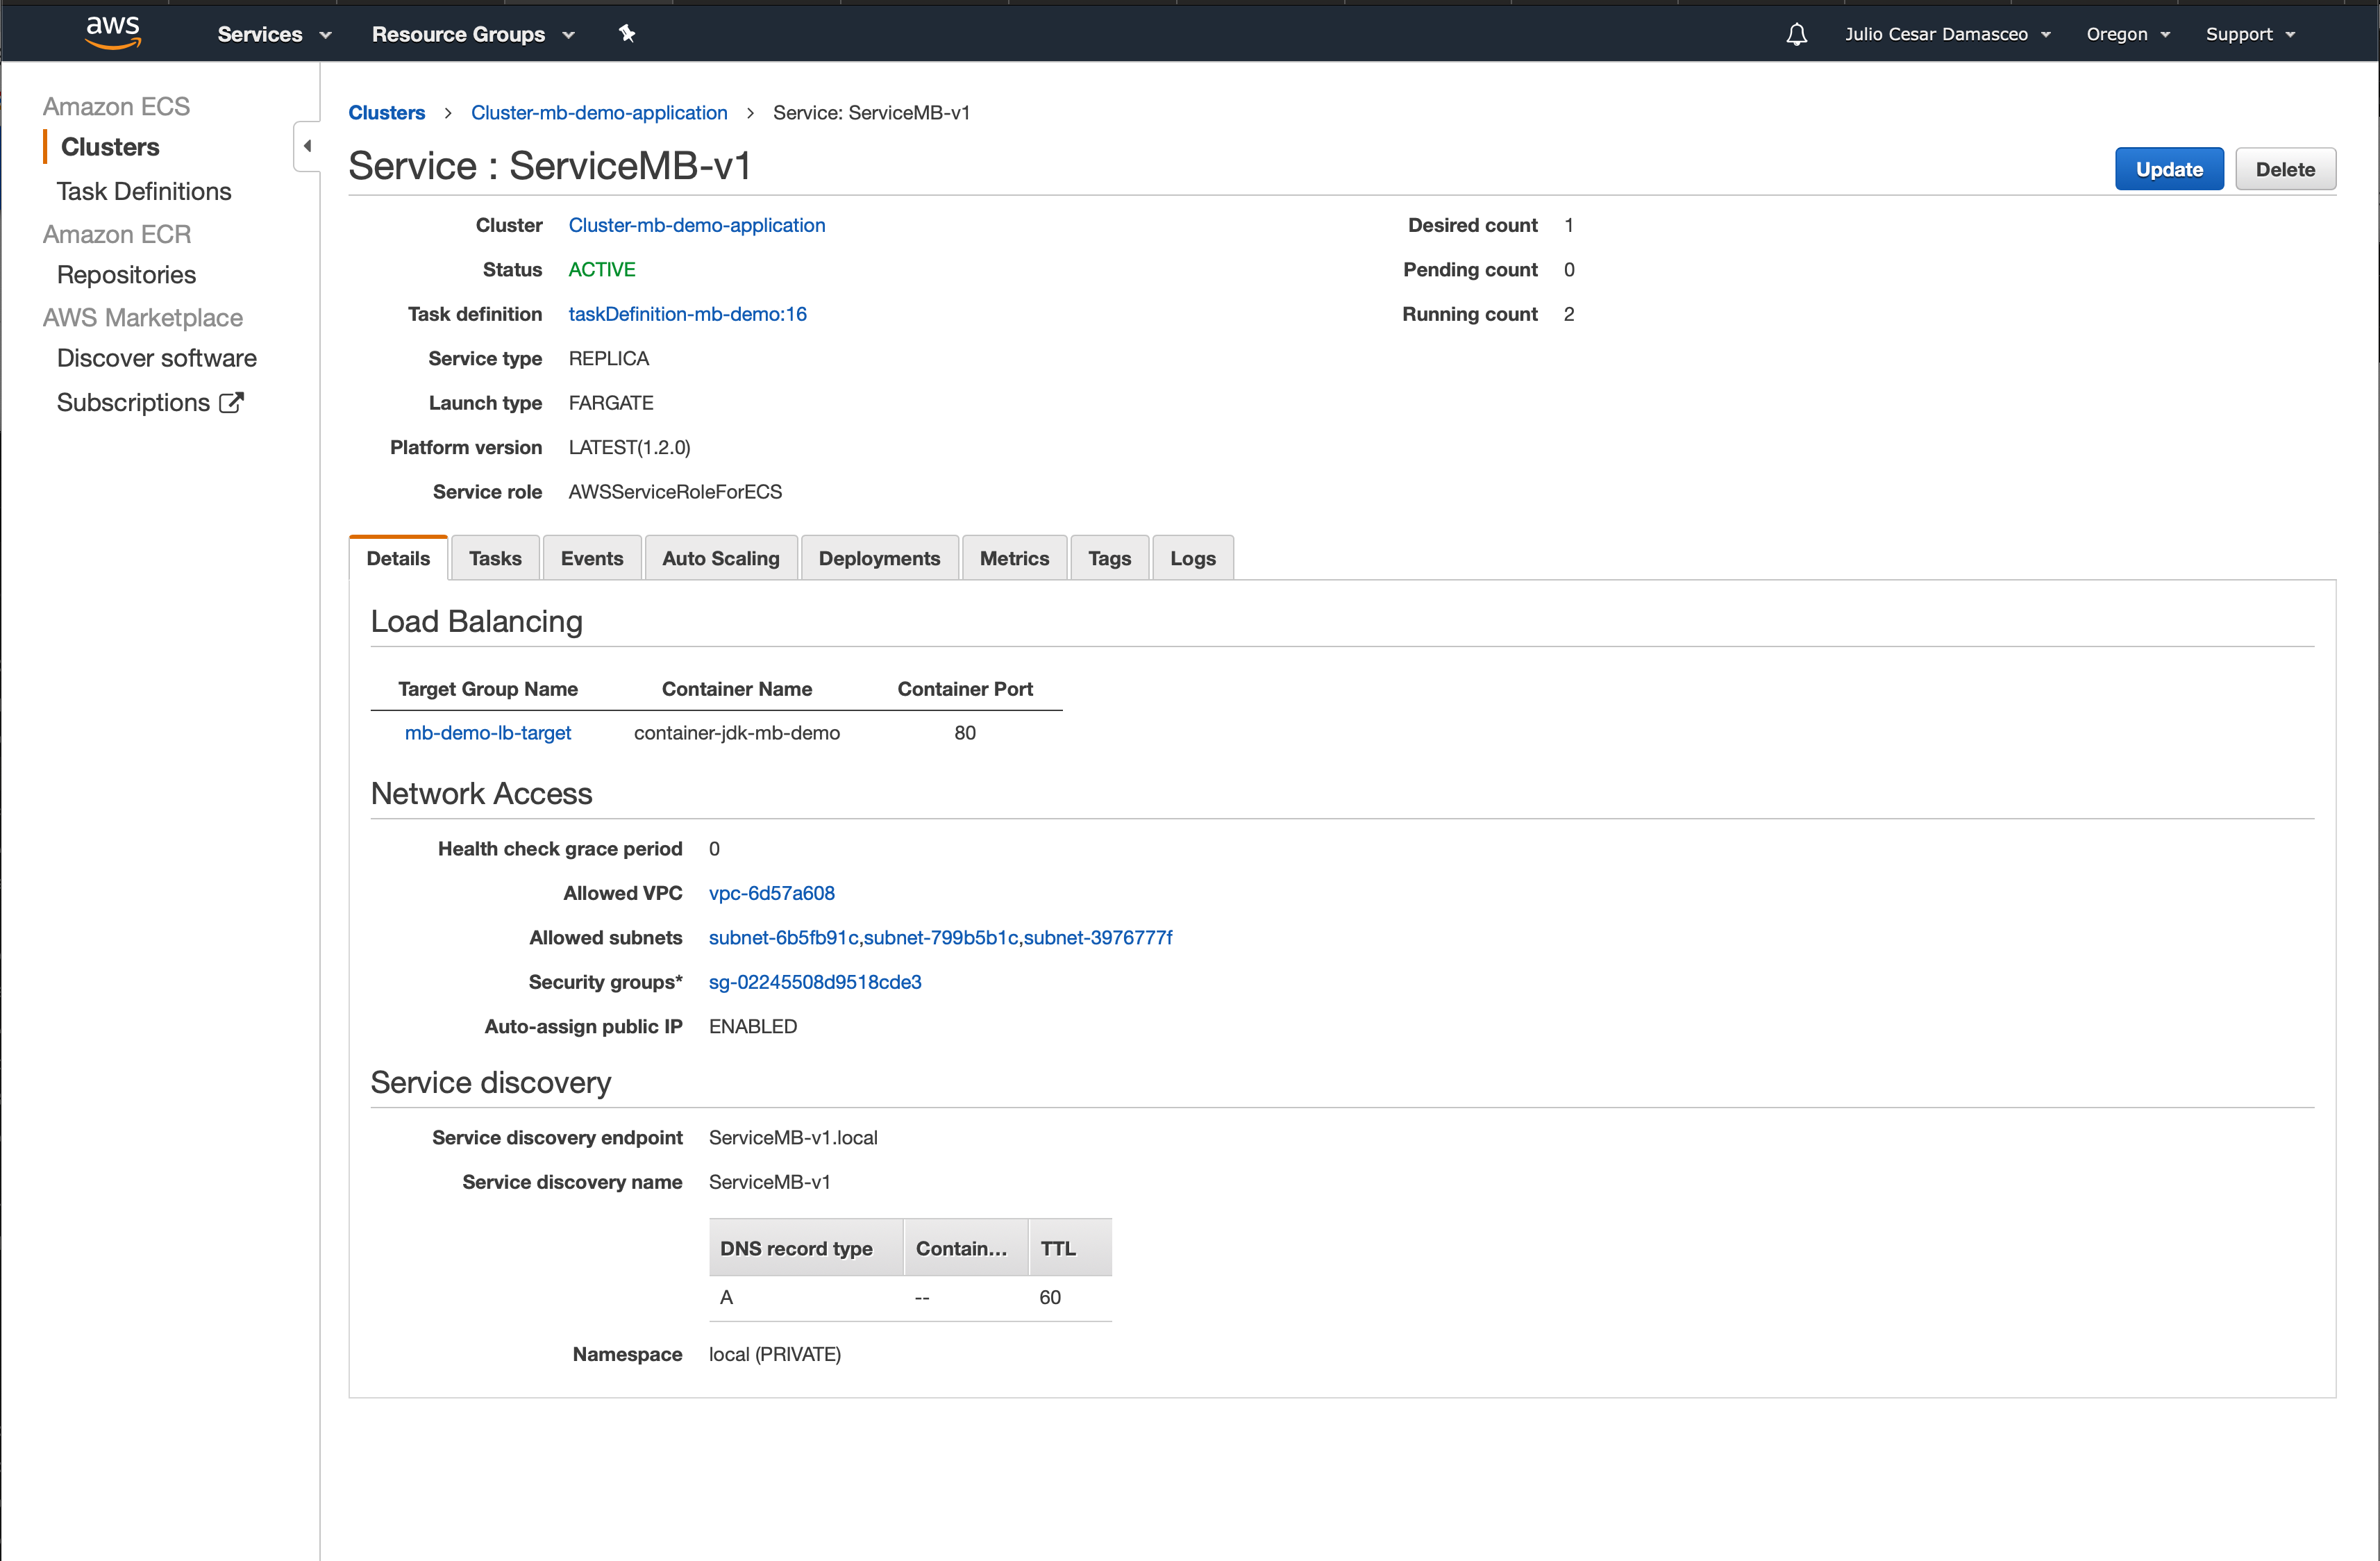 aws Services Resource Groups Julio Cesar Damasceo Oregon Support
Amazon ECS
Clusters
Task Definitions
Amazon ECR
Repositories
AWS Marketplace
Discover software
Subscriptions
Clusters > Cluster-mb-demo-application > Service: ServiceMB-v1
Service : ServiceMB-v1
Update Delete
Cluster Cluster-mb-demo-application
Status ACTIVE
Task definition taskDefinition-mb-demo:16
Service type REPLICA
Launch type FARGATE
Platform version LATEST(1.2.0)
Service role AWSServiceRoleForECS
Desired count 1
Pending count 0
Running count 2
Details Tasks Events Auto Scaling Deployments Metrics Tags Logs
Load Balancing
Target Group Name Container Name Container Port
mb-demo-lb-target container-jdk-mb-demo 80
Network Access
Health check grace period 0
Allowed VPC vpc-6d57a608
Allowed subnets subnet-6b5fb91c,subnet-799b5b1c,subnet-3976777f
Security groups* sg-02245508d9518cde3
Auto-assign public IP ENABLED
Service discovery
Service discovery endpoint ServiceMB-v1.local
Service discovery name ServiceMB-v1
DNS record type Contain... TTL
A -- 60
Namespace local (PRIVATE)